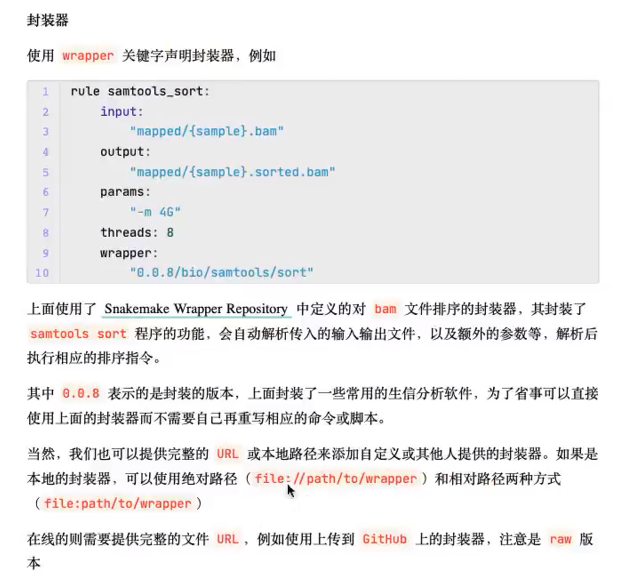 封装器
使用 wrapper 关键字声明封装器，例如
1 rule samtools_sort:
2     input:
3         "mapped/{sample}.bam"
4     output:
5         "mapped/{sample}.sorted.bam"
6     params:
7         "-m 4G"
8     threads: 8
9     wrapper:
10         "0.0.8/bio/samtools/sort"
上面使用了 Snakemake Wrapper Repository 中定义的对 bam 文件排序的封装器，其封装了
samtools sort 程序的功能，会自动解析传入的输入输出文件，以及额外的参数等，解析后
执行相应的排序指令。
其中 0.0.8 表示的是封装的版本，上面封装了一些常用的生信分析软件，为了省事可以直接
使用上面的封装器而不需要自己再重写相应的命令或脚本。
当然，我们也可以提供完整的 URL 或本地路径来添加自定义或其他人提供的封装器。如果是
本地的封装器，可以使用绝对路径（file://path/to/wrapper）和相对路径两种方式
（file:path/to/wrapper）
在线的则需要提供完整的文件 URL，例如使用上传到 GitHub 上的封装器，注意是 raw 版
本